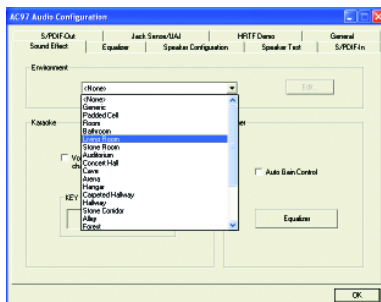 AC97 Audio Configuration
S/PDIF-Out Jack Sense/UAJ HRTF Demo General
Sound Effect Equalizer Speaker Configuration Speaker Test S/PDIF-In
Environment
<None> Edit...
<None>
Generic
Padded Cell
Room
Bathroom
Living Room
Stone Room
Auditorium
Concert Hall
Cave
Arena
Hangar
Carpeted Hallway
Hallway
Stone Corridor
Alley
Forest
Karaoke
Auto Gain Control
KEY
Equalizer
OK